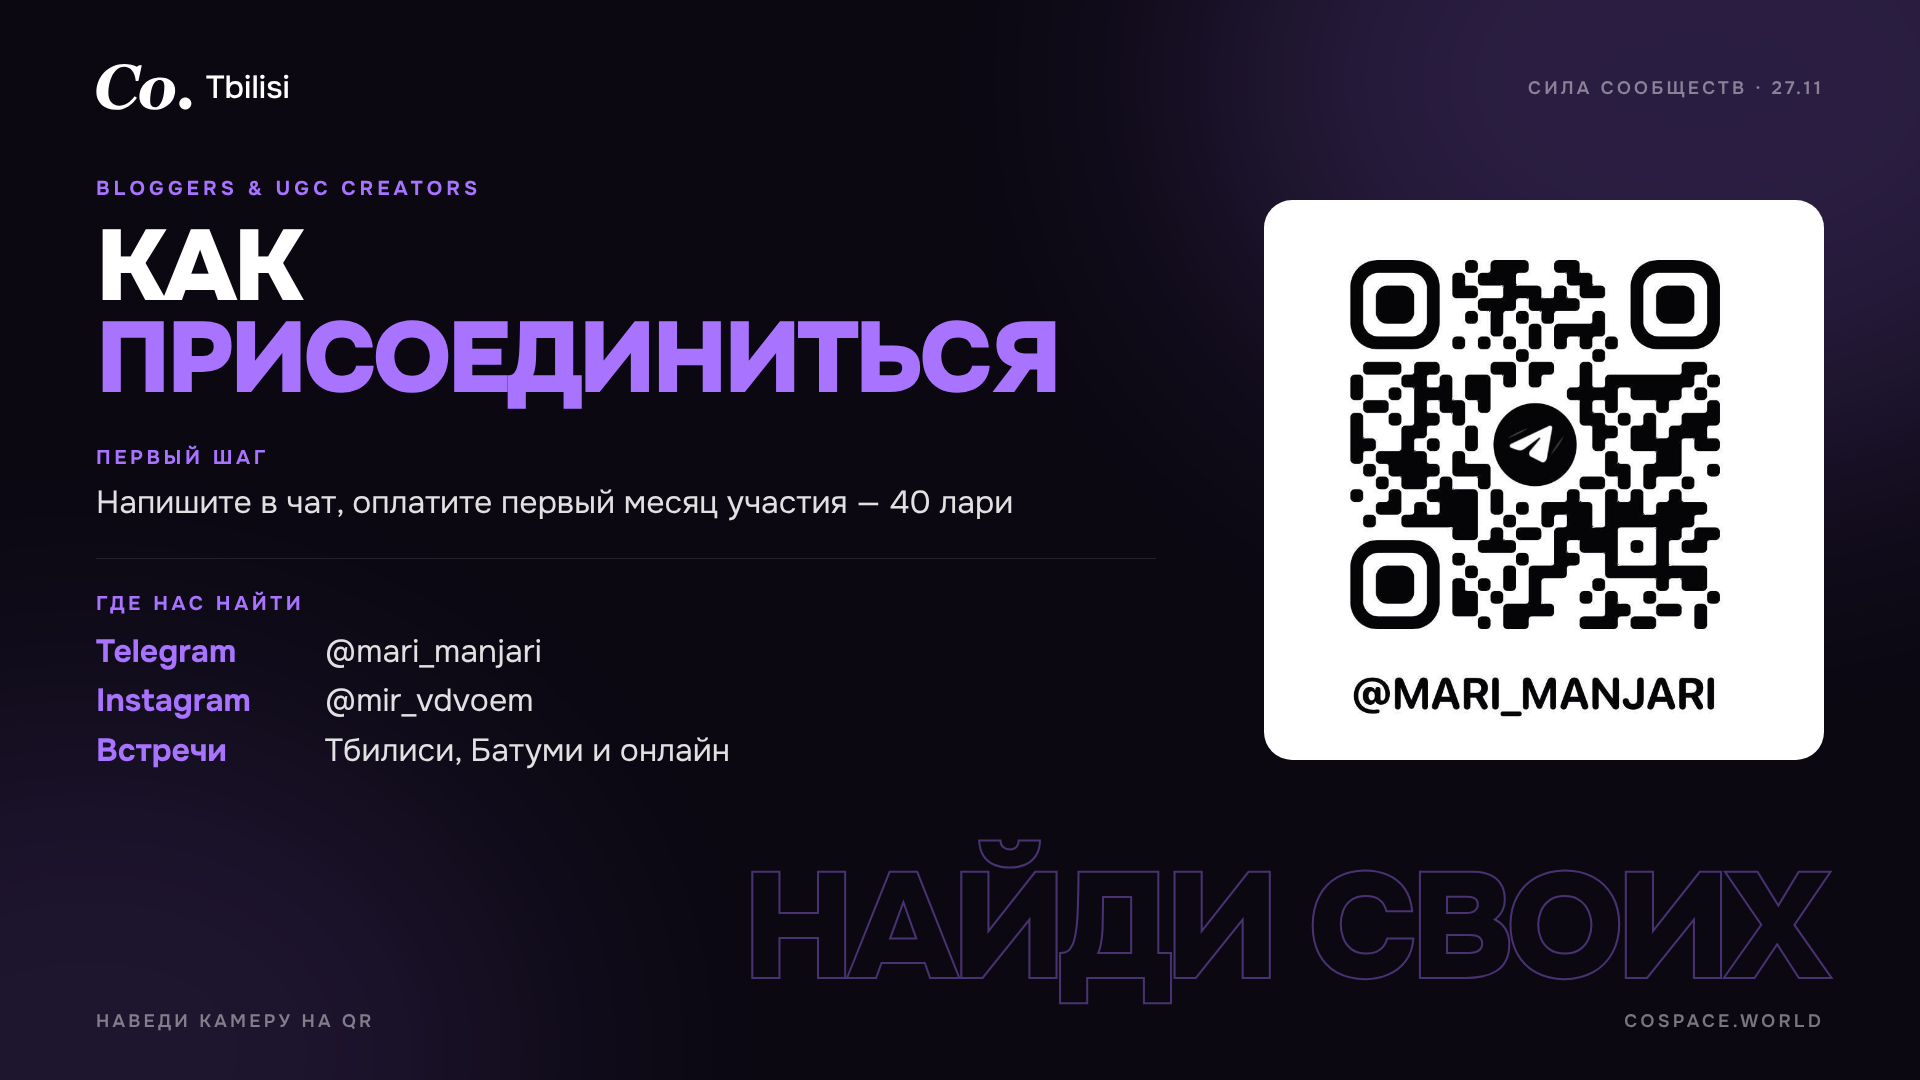 Co. Tbilisi
СИЛА СООБЩЕСТВ · 27.11
BLOGGERS & UGC CREATORS
КАК
ПРИСОЕДИНИТЬСЯ
ПЕРВЫЙ ШАГ
Напишите в чат, оплатите первый месяц участия — 40 лари
ГДЕ НАС НАЙТИ
Telegram @mari_manjari
Instagram @mir_vdvoem
Встречи Тбилиси, Батуми и онлайн
@MARI_MANJARI
НАЙДИ СВОИХ
НАВЕДИ КАМЕРУ НА QR
COSPACE.WORLD